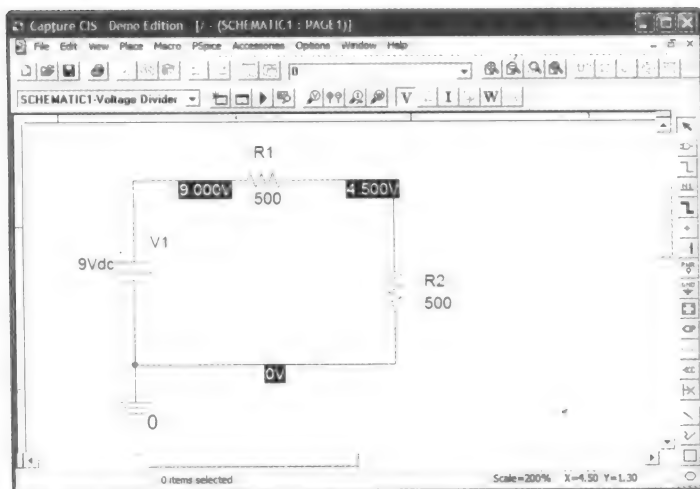 Capture CIS - Demo Edition [/ - (SCHEMATIC1 : PAGE1)]
File Edit View Place Macro PSpice Accessories Options Window Help
0
SCHEMATIC1-Voltage Divider
V I W
R1
9.000V
4.500V
500
V1
9Vdc
R2
500
0V
0
0 items selected
Scale=200% X=4.50 Y=1.30